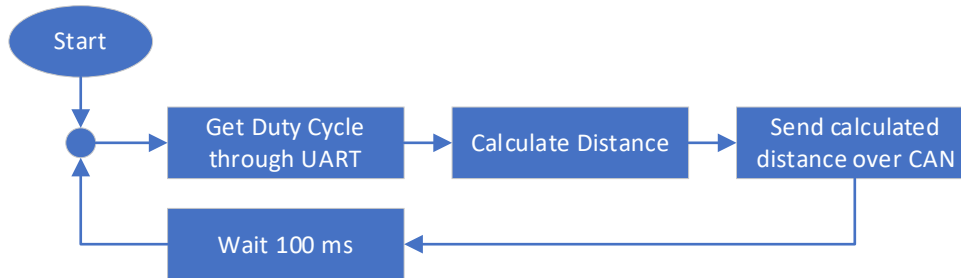 Start
Get Duty Cycle
through UART
Calculate Distance
Send calculated
distance over CAN
Wait 100 ms